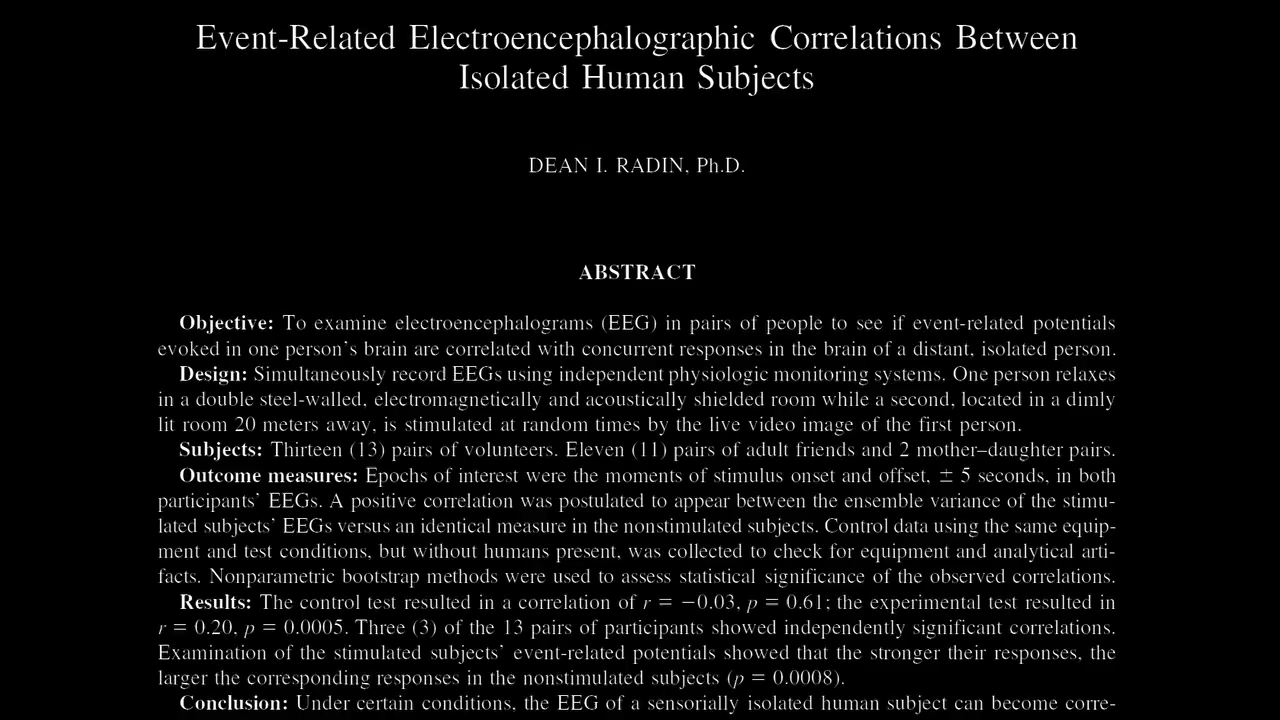 Event-Related Electroencephalographic Correlations Between
Isolated Human Subjects
DEAN I. RADIN, Ph.D.
ABSTRACT
Objective: To examine electroencephalograms (EEG) in pairs of people to see if event-related potentials
evoked in one person's brain are correlated with concurrent responses in the brain of a distant, isolated person.
Design: Simultaneously record EEGs using independent physiologic monitoring systems. One person relaxes
in a double steel-walled, electromagnetically and acoustically shielded room while a second, located in a dimly
lit room 20 meters away, is stimulated at random times by the live video image of the first person.
Subjects: Thirteen (13) pairs of volunteers. Eleven (11) pairs of adult friends and 2 mother–daughter pairs.
Outcome measures: Epochs of interest were the moments of stimulus onset and offset, ± 5 seconds, in both
participants' EEGs. A positive correlation was postulated to appear between the ensemble variance of the stimu-
lated subjects' EEGs versus an identical measure in the nonstimulated subjects. Control data using the same equip-
ment and test conditions, but without humans present, was collected to check for equipment and analytical arti-
facts. Nonparametric bootstrap methods were used to assess statistical significance of the observed correlations.
Results: The control test resulted in a correlation of r = −0.03, p = 0.61; the experimental test resulted in
r = 0.20, p = 0.0005. Three (3) of the 13 pairs of participants showed independently significant correlations.
Examination of the stimulated subjects' event-related potentials showed that the stronger their responses, the
larger the corresponding responses in the nonstimulated subjects (p = 0.0008).
Conclusion: Under certain conditions, the EEG of a sensorially isolated human subject can become corre-